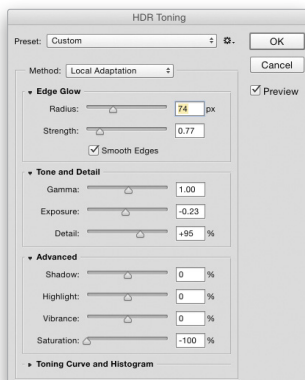 HDR Toning
Preset: Custom
OK
Cancel
Preview
Method: Local Adaptation
Edge Glow
Radius: 74 px
Strength: 0.77
Smooth Edges
Tone and Detail
Gamma: 1.00
Exposure: -0.23
Detail: +95 %
Advanced
Shadow: 0 %
Highlight: 0 %
Vibrance: 0 %
Saturation: -100 %
Toning Curve and Histogram